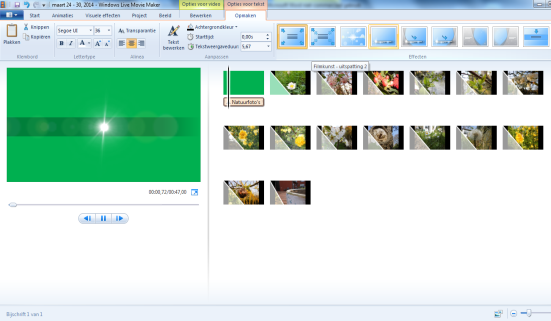 maart 24 - 30, 2014 - Windows Live Movie Maker
Opties voor video
Opties voor tekst
Start
Animaties
Visuele effecten
Project
Beeld
Bewerken
Opmaken
Plakken
Knippen
Kopiëren
Klembord
Segoe UI
36
B
I
A
A
A
Lettertype
Transparantie
Alinea
Tekst bewerken
Achtergrondkleur
Starttijd
0,00s
Tekstweergaveduur:
5,67
Aanpassen
Effecten
Filmkunst - uitspatting 2
Natuurfoto's
00:00,72/00:47,00
Bijschrift 1 van 1